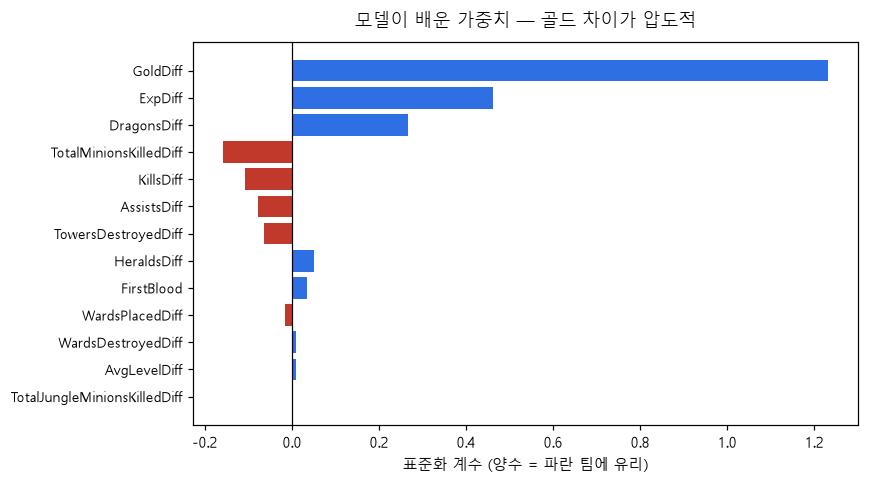 모델이 배운 가중치 — 골드 차이가 압도적
GoldDiff
ExpDiff
DragonsDiff
TotalMinionsKilledDiff
KillsDiff
AssistsDiff
TowersDestroyedDiff
HeraldsDiff
FirstBlood
WardsPlacedDiff
WardsDestroyedDiff
AvgLevelDiff
TotalJungleMinionsKilledDiff
-0.2 0.0 0.2 0.4 0.6 0.8 1.0 1.2
표준화 계수 (양수 = 파란 팀에 유리)